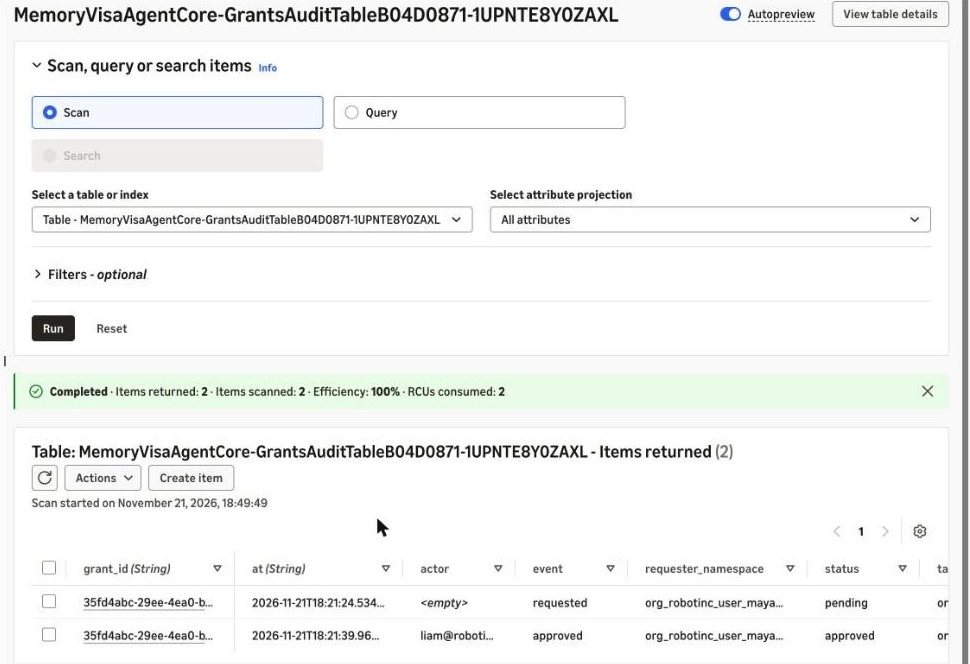 MemoryVisaAgentCore-GrantsAuditTableB04D0871-1UPNTE8Y0ZAXL
Autopreview
View table details
Scan, query or search items Info
Scan
Query
Search
Select a table or index
Select attribute projection
Table - MemoryVisaAgentCore-GrantsAuditTableB04D0871-1UPNTE8Y0ZAXL
All attributes
Filters - optional
Run Reset
Completed · Items returned: 2 · Items scanned: 2 · Efficiency: 100% · RCUs consumed: 2
Table: MemoryVisaAgentCore-GrantsAuditTableB04D0871-1UPNTE8Y0ZAXL - Items returned (2)
Actions
Create item
Scan started on November 21, 2026, 18:49:49
1
grant_id (String) at (String) actor event requester_namespace status ta
35fd4abc-29ee-4ea0-b... 2026-11-21T18:21:24.534... <empty> requested org_robotinc_user_maya... pending or
35fd4abc-29ee-4ea0-b... 2026-11-21T18:21:39.96... liam@roboti... approved org_robotinc_user_maya... approved or